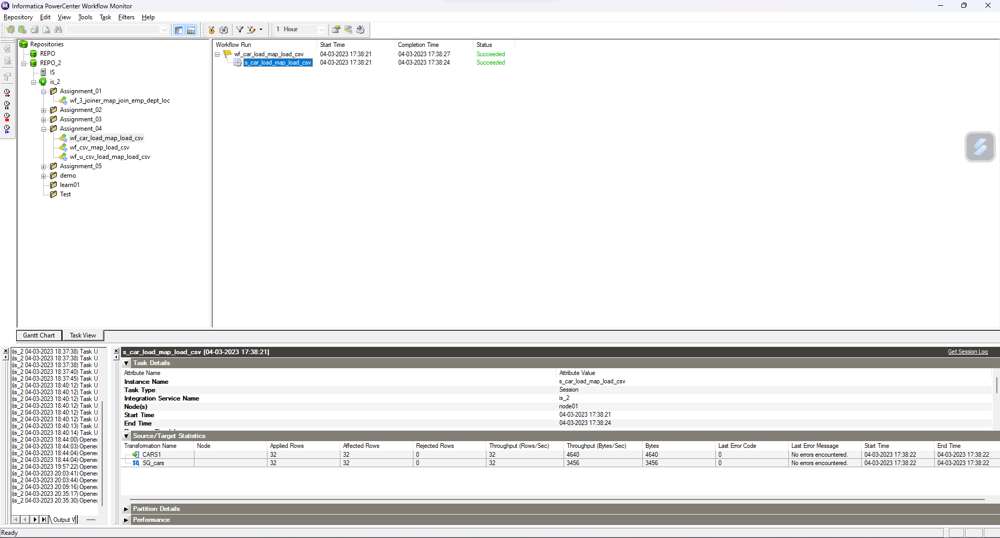 Informatica PowerCenter Workflow Monitor
Repository Edit View Tools Task Filters Help
1 Hour
Repositories
REPO
REPO_2
IS
is_2
Assignment_01
wf_3_joiner_map_join_emp_dept_loc
Assignment_02
Assignment_03
Assignment_04
wf_car_load_map_load_csv
wf_csv_map_load_csv
wf_u_csv_load_map_load_csv
Assignment_05
demo
learn01
Test
Workflow Run Start Time Completion Time Status
wf_car_load_map_load_csv 04-03-2023 17:38:21 04-03-2023 17:38:27 Succeeded
s_car_load_map_load_csv 04-03-2023 17:38:21 04-03-2023 17:38:24 Succeeded
Gantt Chart Task View
(is_2 04-03-2023 18:37:38) Task U
(is_2 04-03-2023 18:37:38) Task U
(is_2 04-03-2023 18:37:38) Task U
(is_2 04-03-2023 18:37:40) Task U
(is_2 04-03-2023 18:37:45) Task U
(is_2 04-03-2023 18:40:12) Task U
(is_2 04-03-2023 18:40:12) Task U
(is_2 04-03-2023 18:40:12) Task U
(is_2 04-03-2023 18:40:12) Task U
(is_2 04-03-2023 18:40:12) Task U
(is_2 04-03-2023 18:40:12) Task U
(is_2 04-03-2023 18:40:13) Task U
(is_2 04-03-2023 18:40:14) Task U
(is_2 04-03-2023 18:44:00) Opened
(is_2 04-03-2023 18:44:03) Opened
(is_2 04-03-2023 18:44:04) Opened
(is_2 04-03-2023 18:44:04) Opened
(is_2 04-03-2023 19:57:22) Opened
(is_2 04-03-2023 20:03:41) Opened
(is_2 04-03-2023 20:03:44) Opened
(is_2 04-03-2023 20:09:16) Opened
(is_2 04-03-2023 20:35:17) Opened
(is_2 04-03-2023 20:35:30) Opened
Output W
s_car_load_map_load_csv [04-03-2023 17:38:21] Get Session Log
Task Details
Attribute Name Attribute Value
Instance Name s_car_load_map_load_csv
Task Type Session
Integration Service Name is_2
Node(s) node01
Start Time 04-03-2023 17:38:21
End Time 04-03-2023 17:38:24
Source/Target Statistics
Transformation Name Node Applied Rows Affected Rows Rejected Rows Throughput (Rows/Sec) Throughput (Bytes/Sec) Bytes Last Error Code Last Error Message Start Time End Time
CARS1 32 32 0 32 4640 4640 0 No errors encountered. 04-03-2023 17:38:22 04-03-2023 17:38:22
SQ SQ_cars 32 32 0 32 3456 3456 0 No errors encountered. 04-03-2023 17:38:22 04-03-2023 17:38:22
Partition Details
Performance
Ready